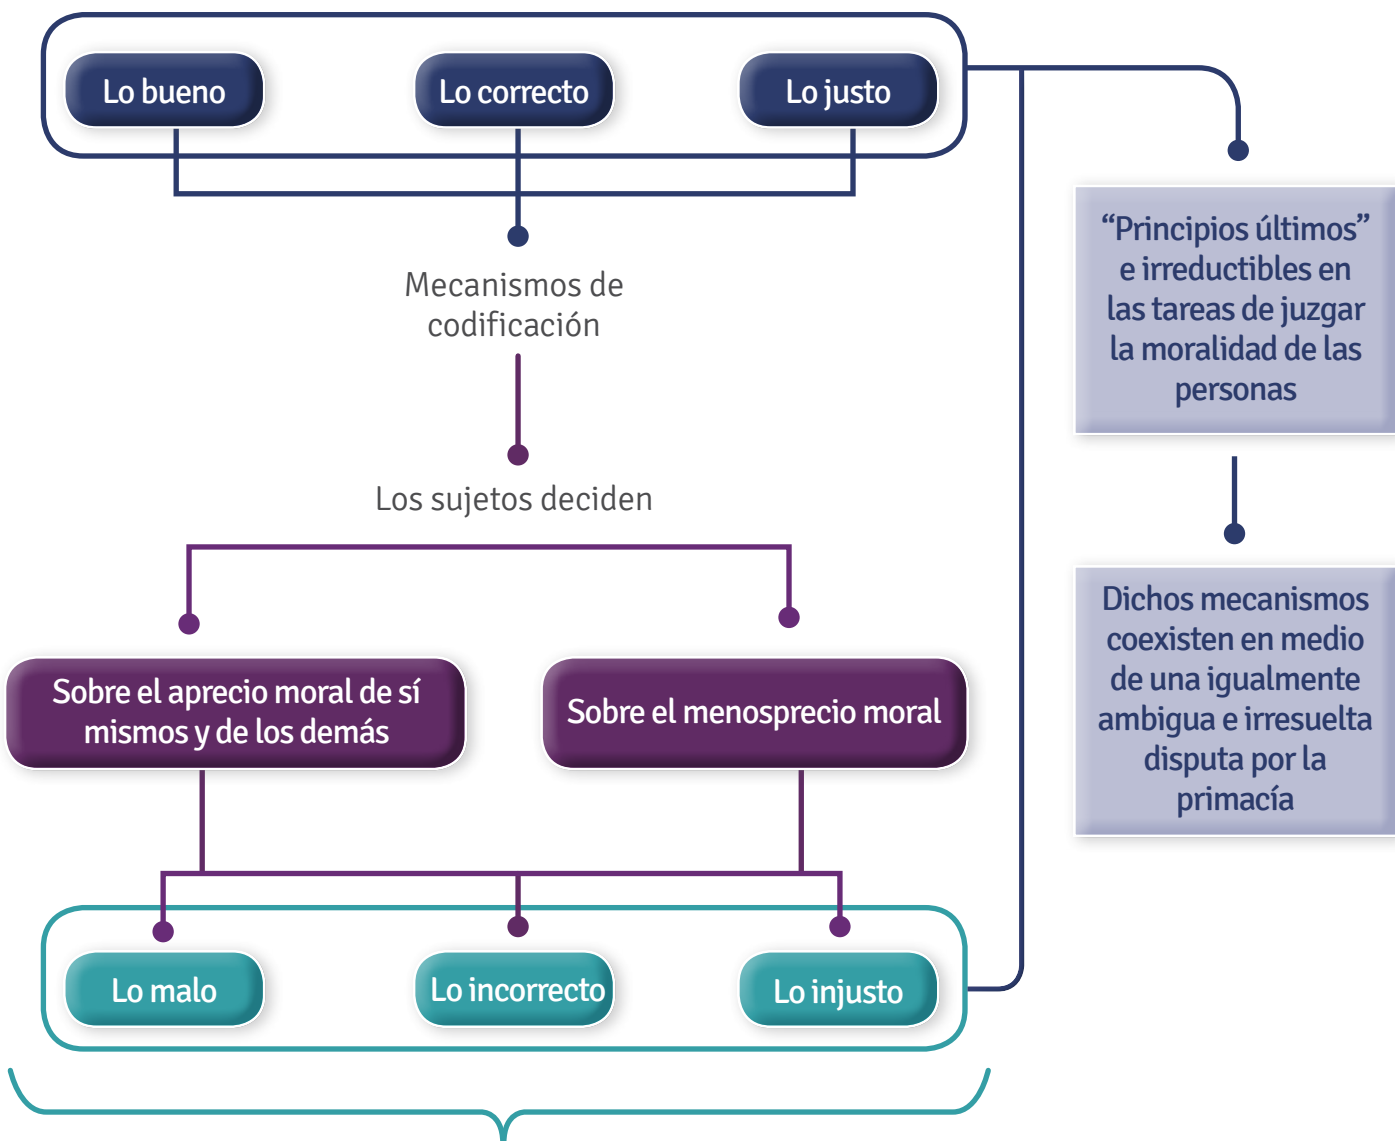 Lo bueno
Lo correcto
Lo justo
Mecanismos de
codificación
Los sujetos deciden
Sobre el aprecio moral de sí
mismos y de los demás
Sobre el menosprecio moral
Lo malo
Lo incorrecto
Lo injusto
“Principios últimos”
e irreductibles en
las tareas de juzgar
la moralidad de las
personas
Dichos mecanismos
coexisten en medio
de una igualmente
ambigua e irresuelta
disputa por la
primacía